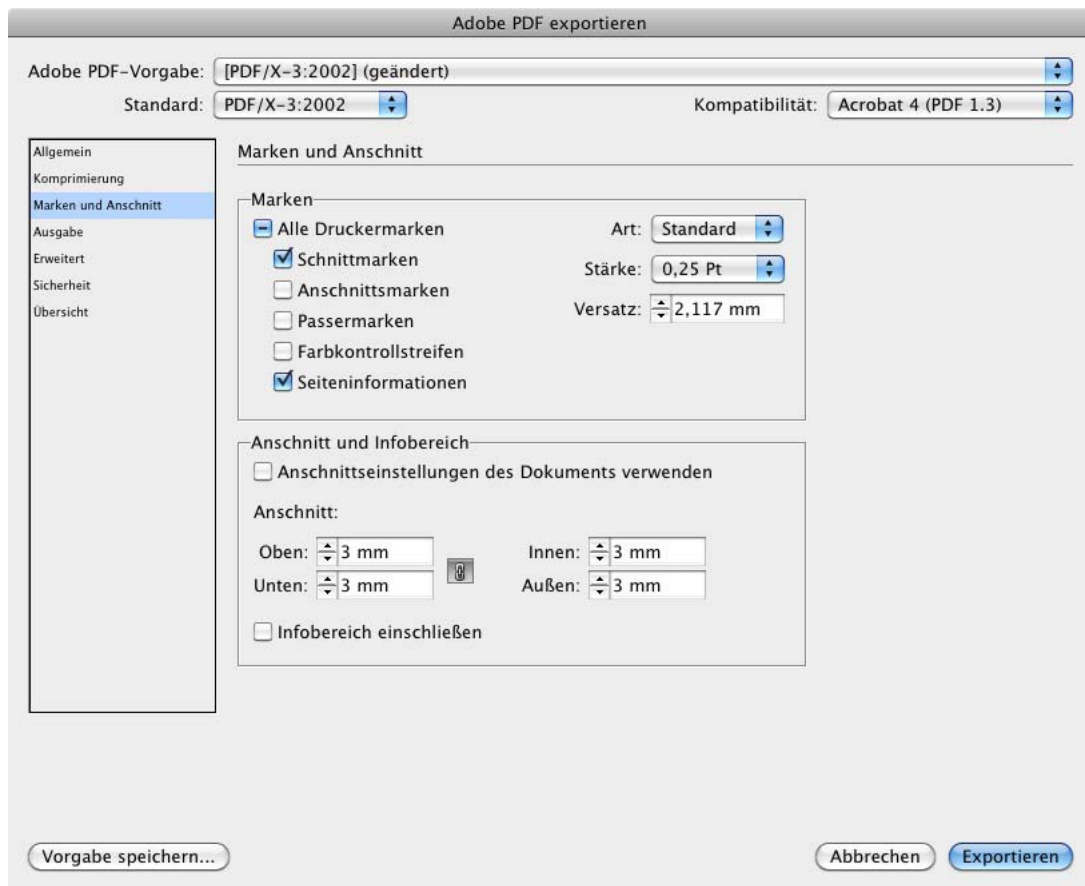 Adobe PDF exportieren
Adobe PDF-Vorgabe: [PDF/X-3:2002] (geändert)
Standard: PDF/X-3:2002 Kompatibilität: Acrobat 4 (PDF 1.3)
Allgemein
Komprimierung
Marken und Anschnitt
Ausgabe
Erweitert
Sicherheit
Übersicht
Marken und Anschnitt
Marken
Alle Druckermarken Art: Standard
Schnittmarken Stärke: 0,25 Pt
Anschnittsmarken Versatz: 2,117 mm
Passermarken
Farbkontrollstreifen
Seiteninformationen
Anschnitt und Infobereich
Anschnittseinstellungen des Dokuments verwenden
Anschnitt:
Oben: 3 mm Innen: 3 mm
Unten: 3 mm Außen: 3 mm
Infobereich einschließen
Vorgabe speichern... Abbrechen Exportieren